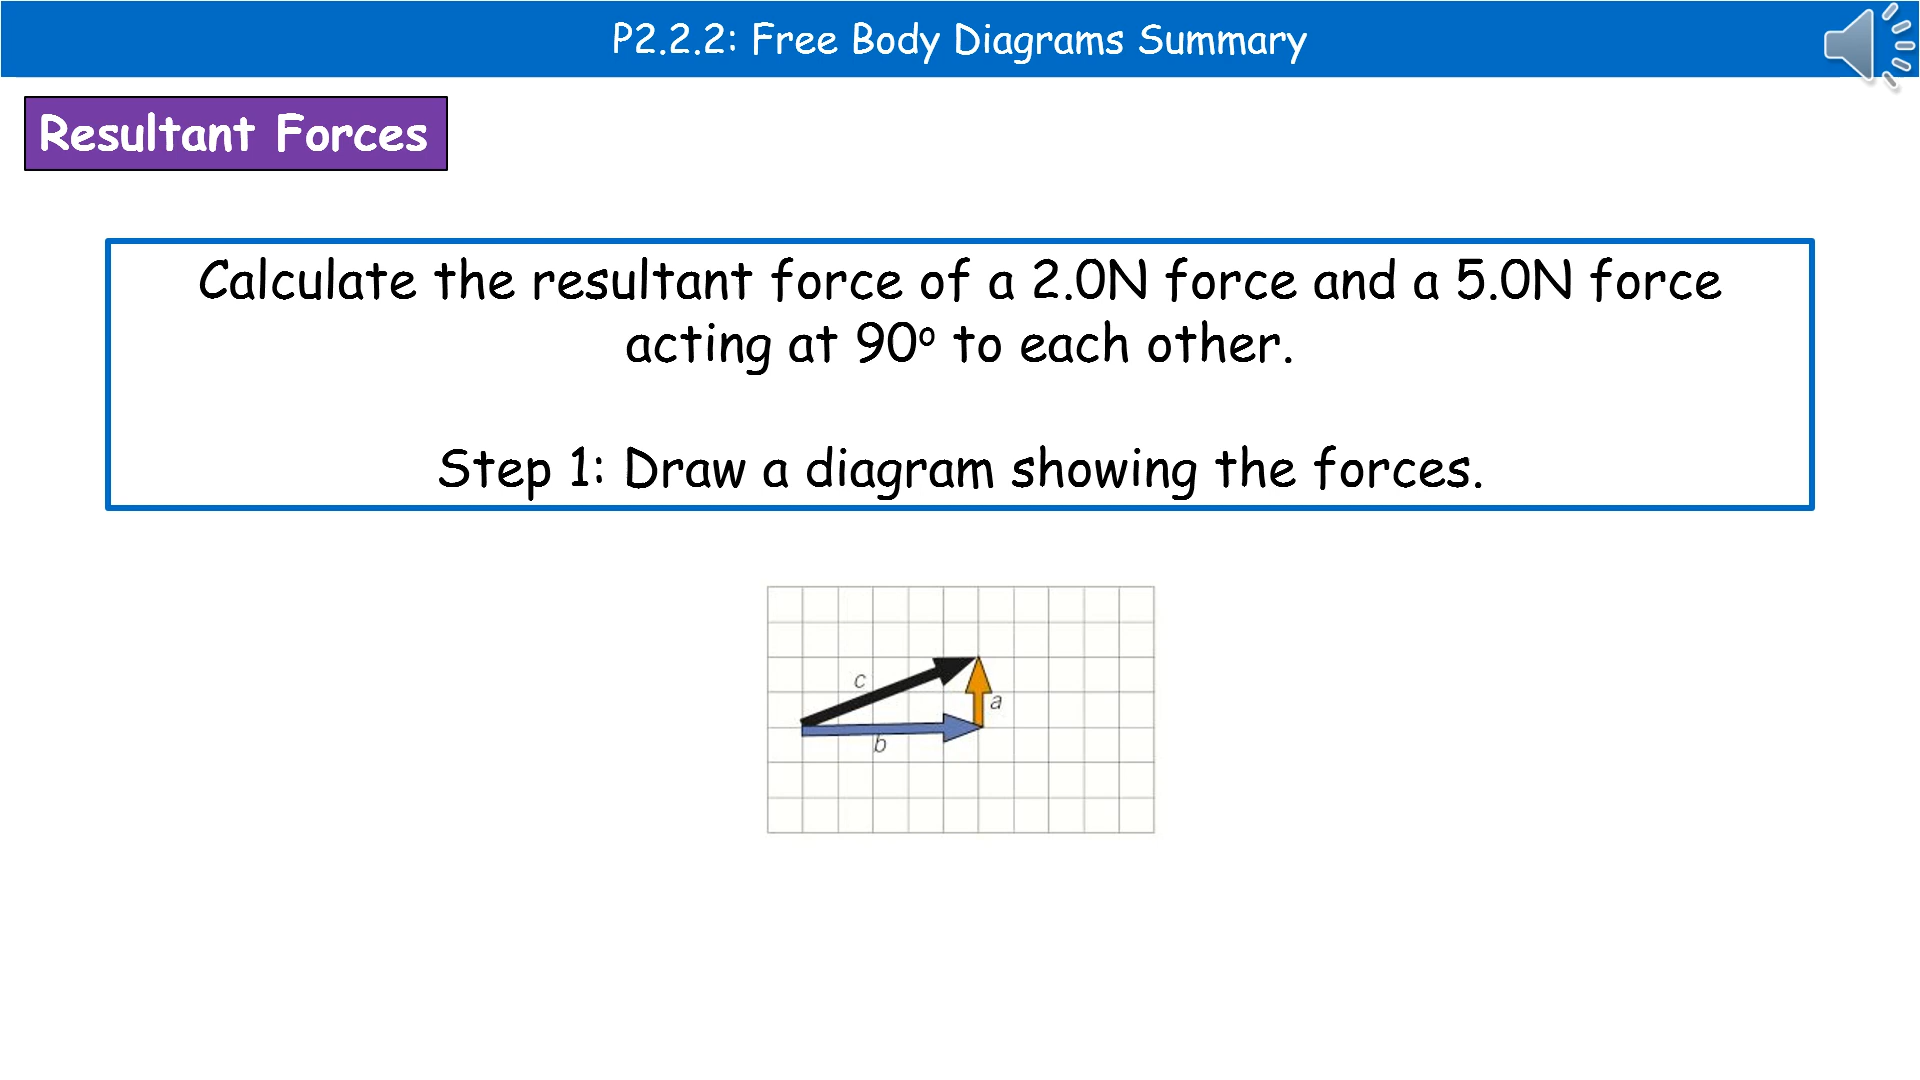 P2.2.2: Free Body Diagrams Summary
Resultant Forces
Calculate the resultant force of a 2.0N force and a 5.0N force
acting at 90º to each other.
Step 1: Draw a diagram showing the forces.
c
a
b